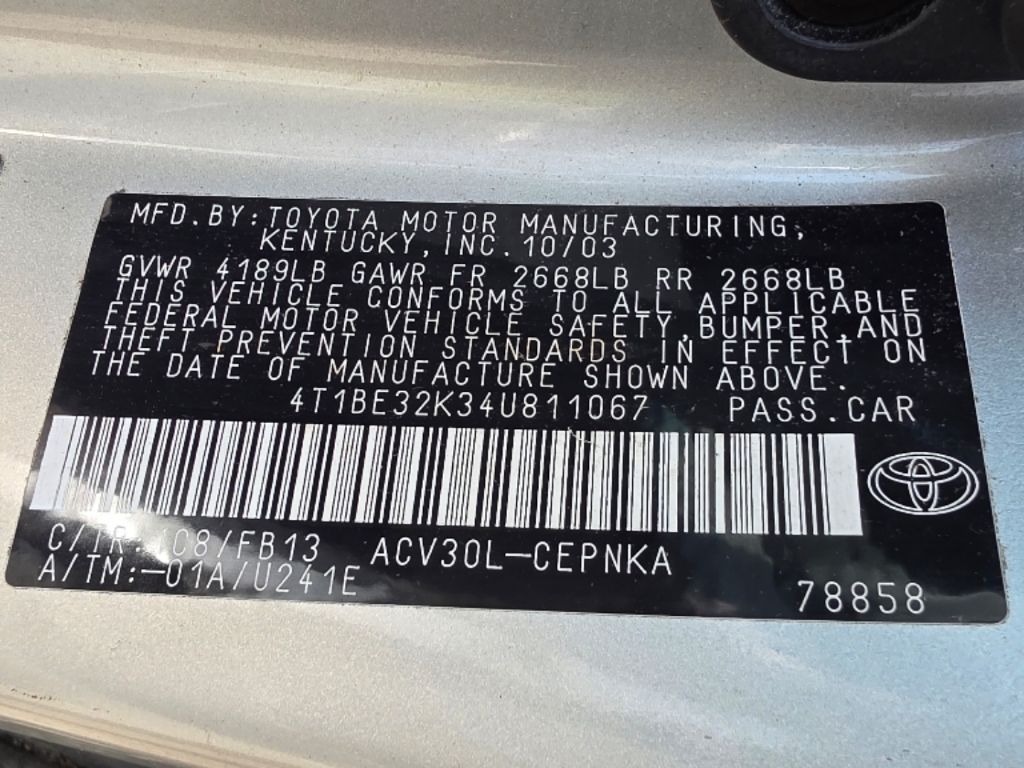 MFD.BY:TOYOTA MOTOR MANUFACTURING,
KENTUCKY,INC. 10/03
GVWR 4189LB GAWR FR 2668LB RR 2668LB
THIS VEHICLE CONFORMS TO ALL APPLICABLE
FEDERAL MOTOR VEHICLE SAFETY,BUMPER,AND
THEFT PREVENTION STANDARDS IN EFFECT ON
THE DATE OF MANUFACTURE SHOWN ABOVE.
4T1BE32K34U811067 PASS.CAR
C/TR: 1C8/FB13 ACV30L-CEPNKA
A/TM:-01A/U241E
78858